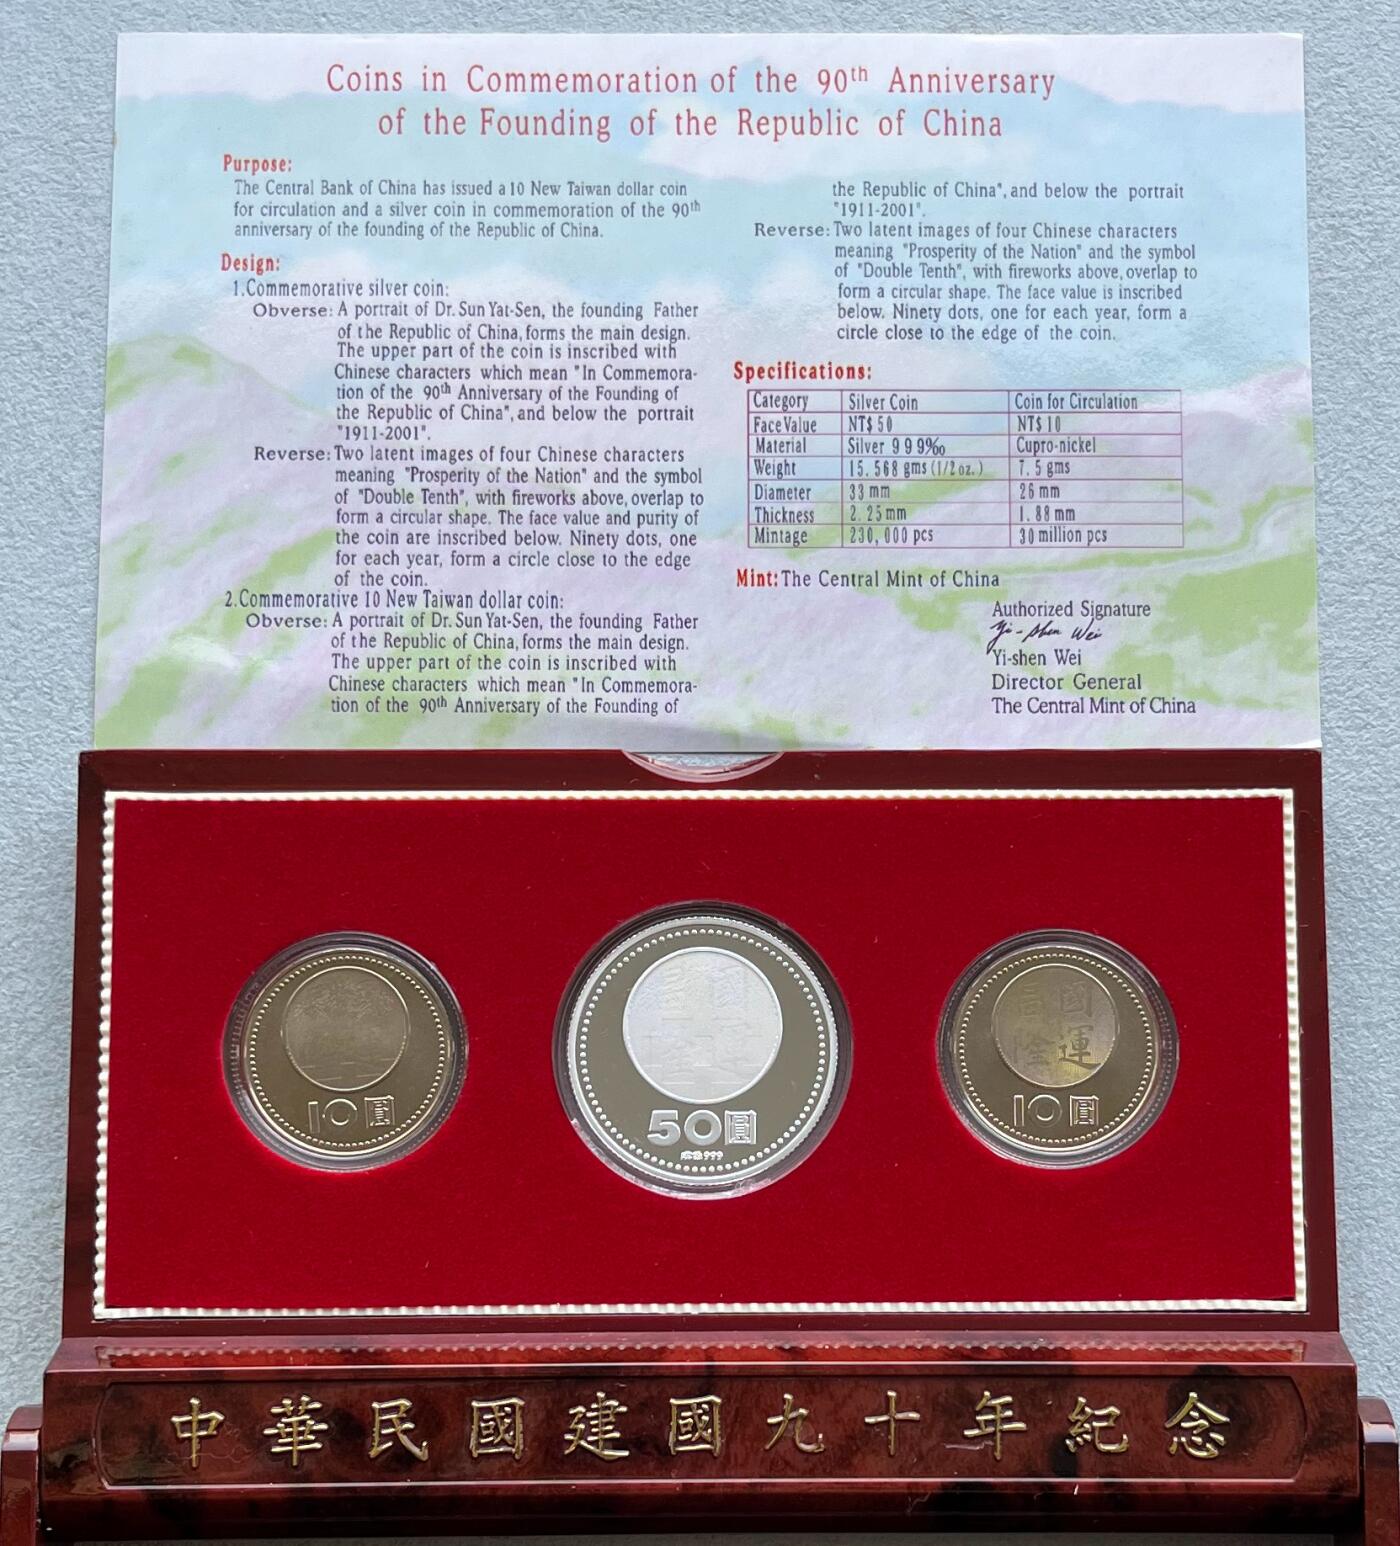 Coins in Commemoration of the 90th Anniversary
of the Founding of the Republic of China
Purpose:
The Central Bank of China has issued a 10 New Taiwan dollar coin
for circulation and a silver coin in commemoration of the 90th
anniversary of the founding of the Republic of China.
Design:
1.Commemorative silver coin:
Obverse: A portrait of Dr. Sun Yat-Sen, the founding Father
of the Republic of China, forms the main design.
The upper part of the coin is inscribed with
Chinese characters which mean "In Commemora-
tion of the 90th Anniversary of the Founding of
the Republic of China", and below the portrait
"1911-2001".
Reverse: Two latent images of four Chinese characters
meaning "Prosperity of the Nation" and the symbol
of "Double Tenth", with fireworks above, overlap to
form a circular shape. The face value and purity of
the coin are inscribed below. Ninety dots, one
for each year, form a circle close to the edge
of the coin.
2.Commemorative 10 New Taiwan dollar coin:
Obverse: A portrait of Dr. Sun Yat-Sen, the founding Father
of the Republic of China, forms the main design.
The upper part of the coin is inscribed with
Chinese characters which mean "In Commemora-
tion of the 90th Anniversary of the Founding of
the Republic of China", and below the portrait
"1911-2001".
Reverse: Two latent images of four Chinese characters
meaning "Prosperity of the Nation" and the symbol
of "Double Tenth", with fireworks above, overlap to
form a circular shape. The face value is inscribed
below. Ninety dots, one for each year, form a
circle close to the edge of the coin.
Specifications:
Category Silver Coin Coin for Circulation
Face Value NT$ 50 NT$ 10
Material Silver 999‰ Cupro-nickel
Weight 15.568 gms (1/2 oz.) 7.5 gms
Diameter 33 mm 26 mm
Thickness 2.25 mm 1.88 mm
Mintage 230,000 pcs 30 million pcs
Mint: The Central Mint of China
Authorized Signature
Yi-shen Wei
Yi-shen Wei
Director General
The Central Mint of China
10圓
50圓
999
國運
10圓
中華民國建國九十年紀念